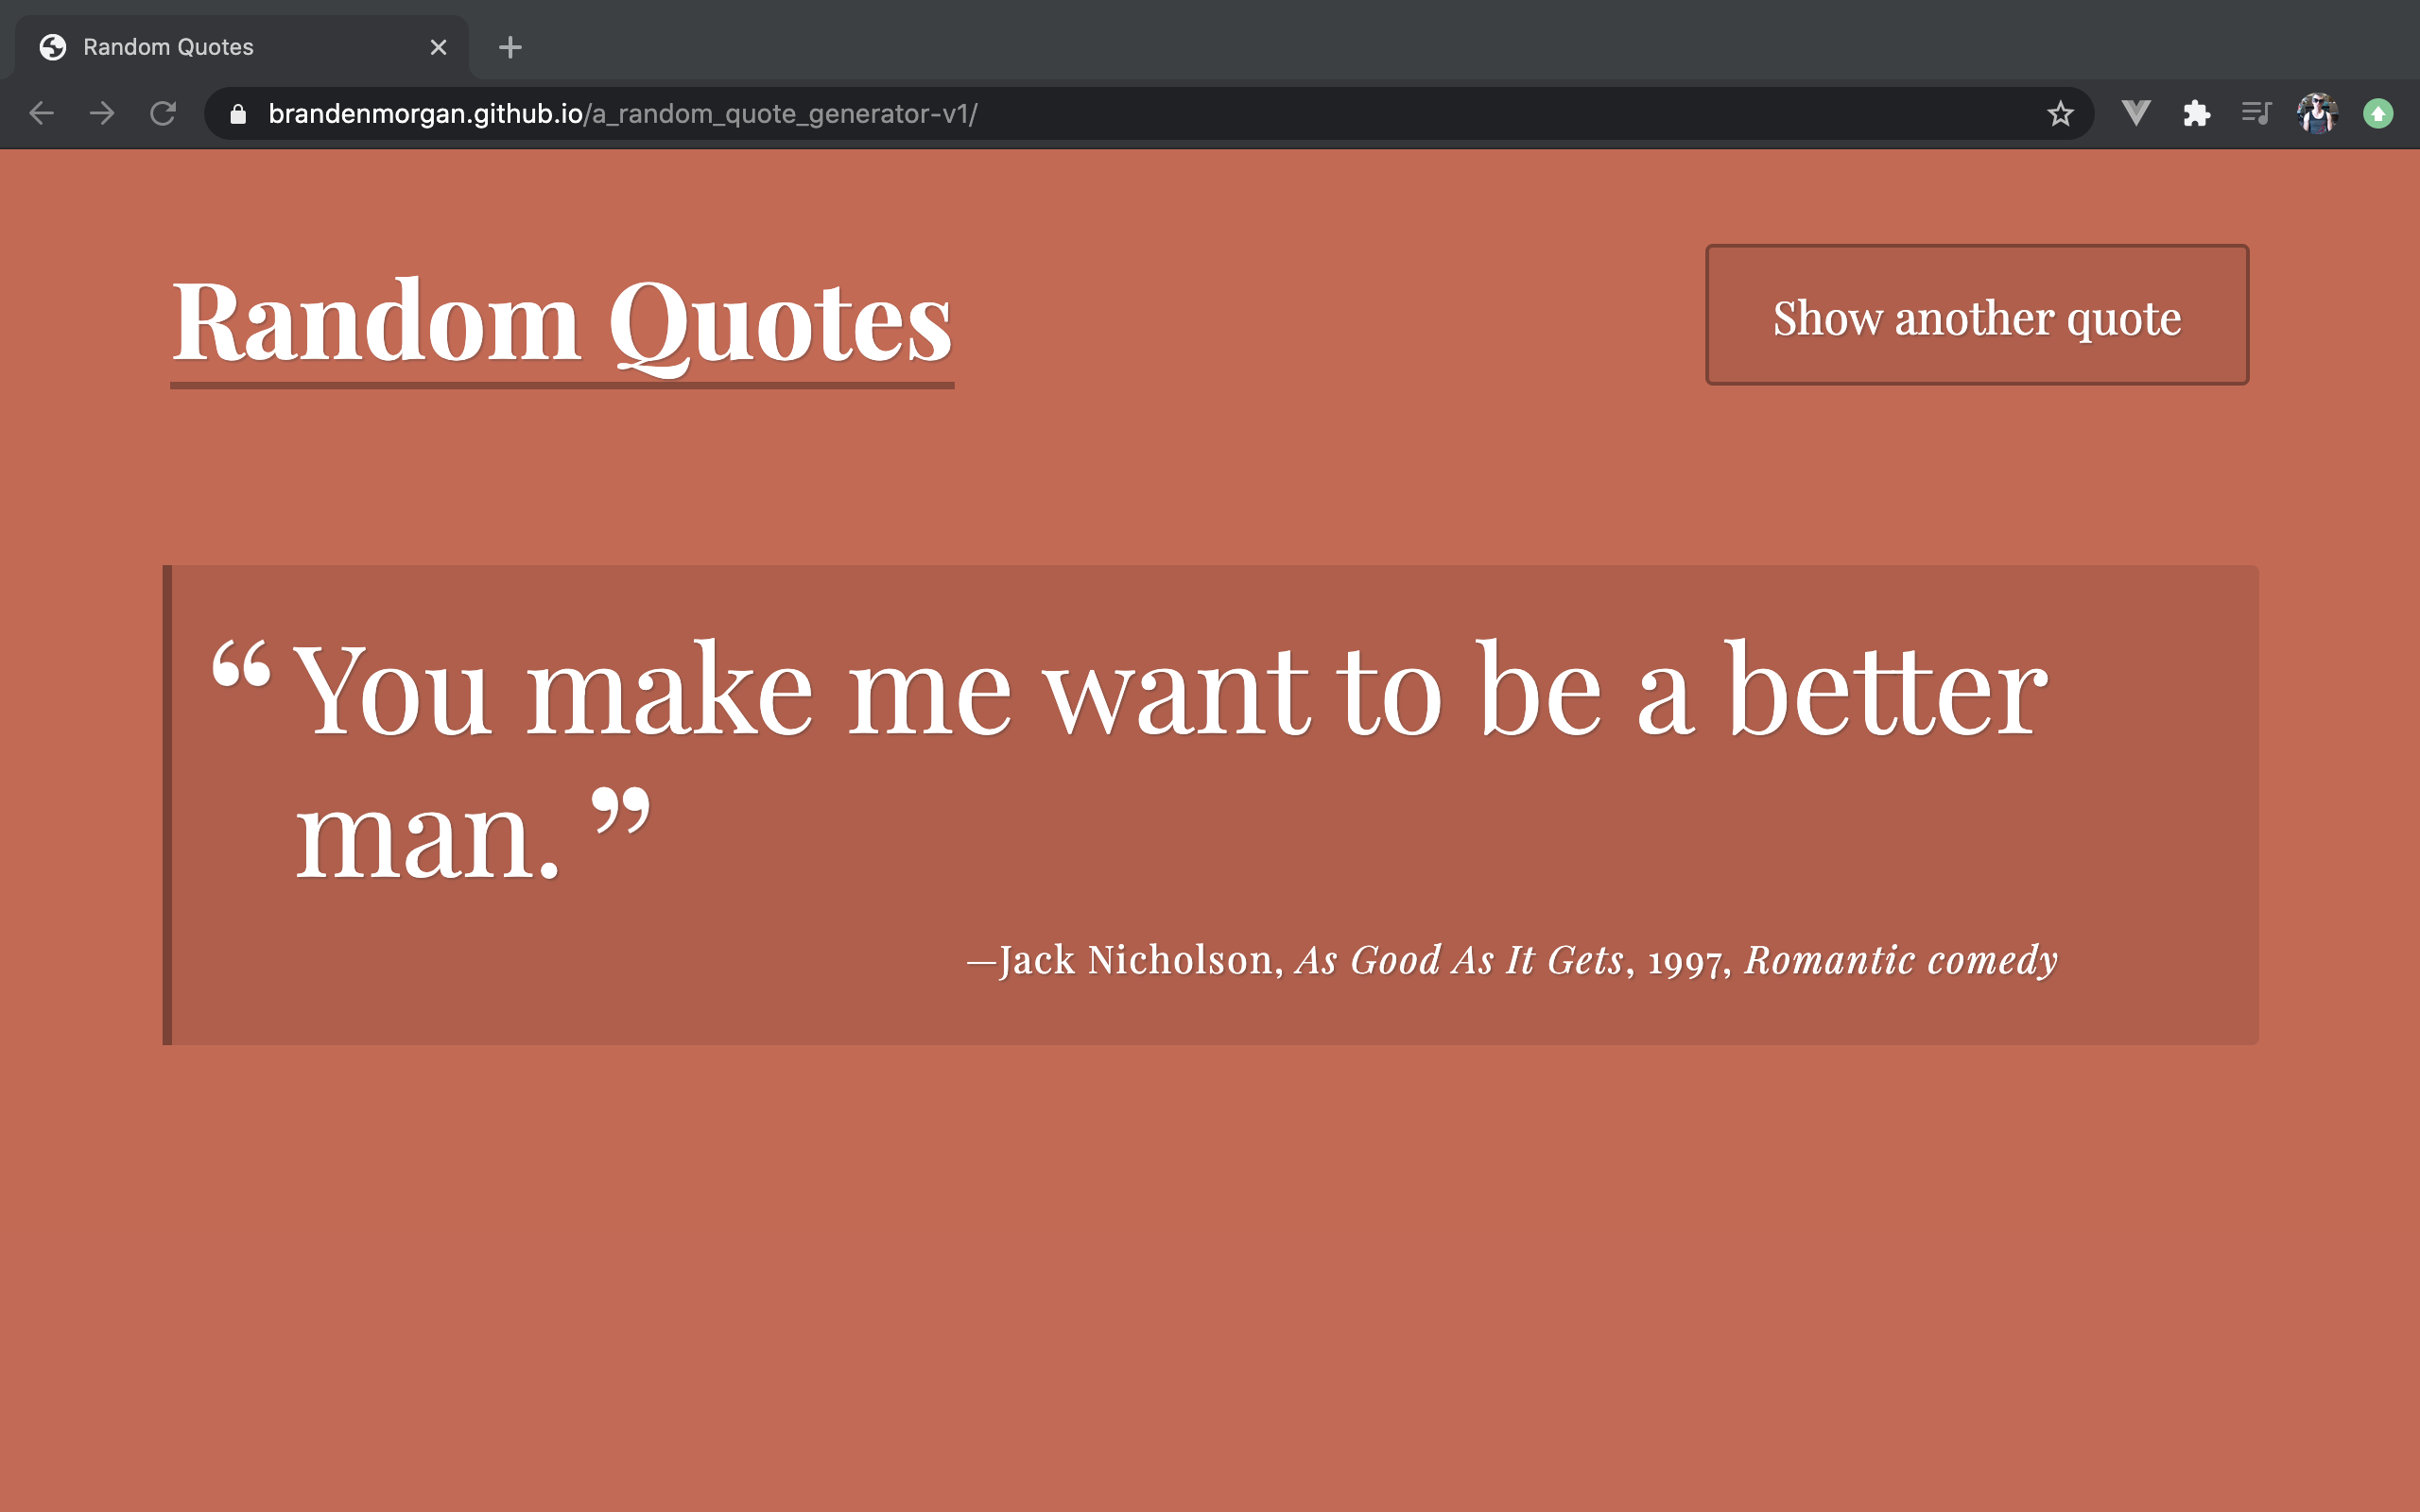 Random Quotes
brandenmorgan.github.io/a_random_quote_generator-v1/
Random Quotes
Show another quote
“ You make me want to be a better
man. ”
—Jack Nicholson, As Good As It Gets, 1997, Romantic comedy